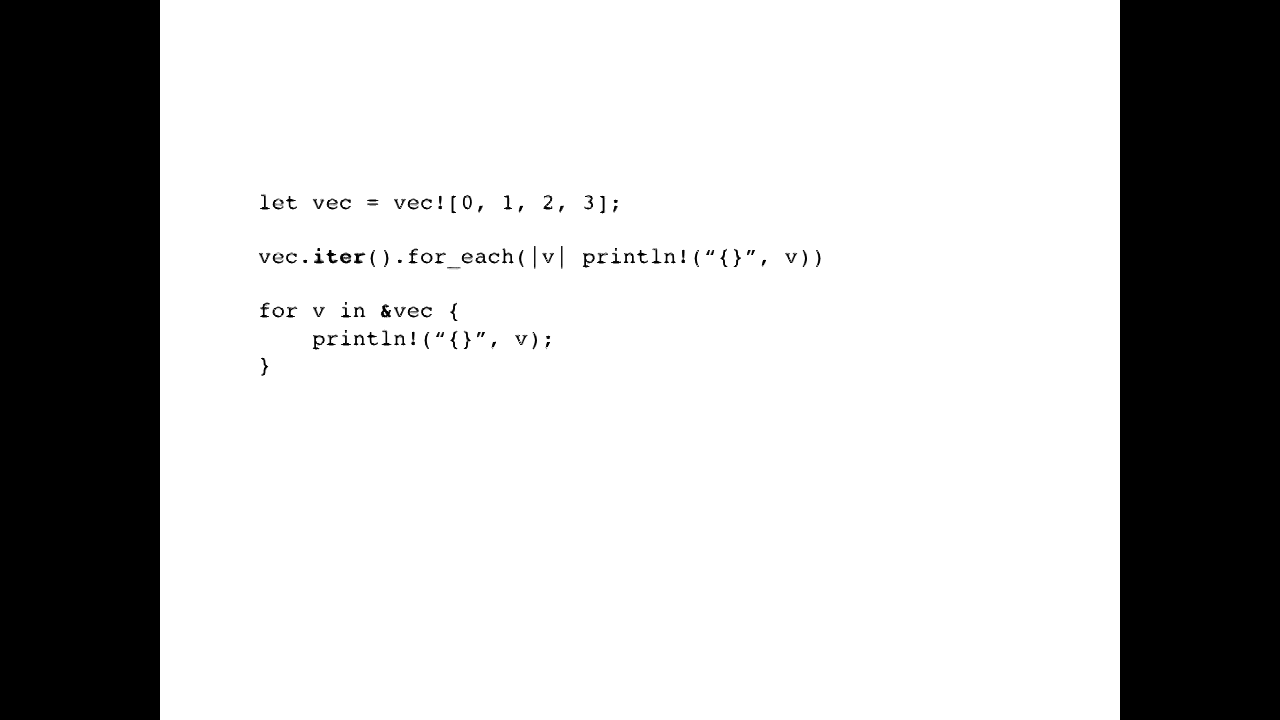 let vec = vec![0, 1, 2, 3];
vec.iter().for_each(|v| println!(“{}”, v))
for v in &vec {
    println!(“{}”, v);
}